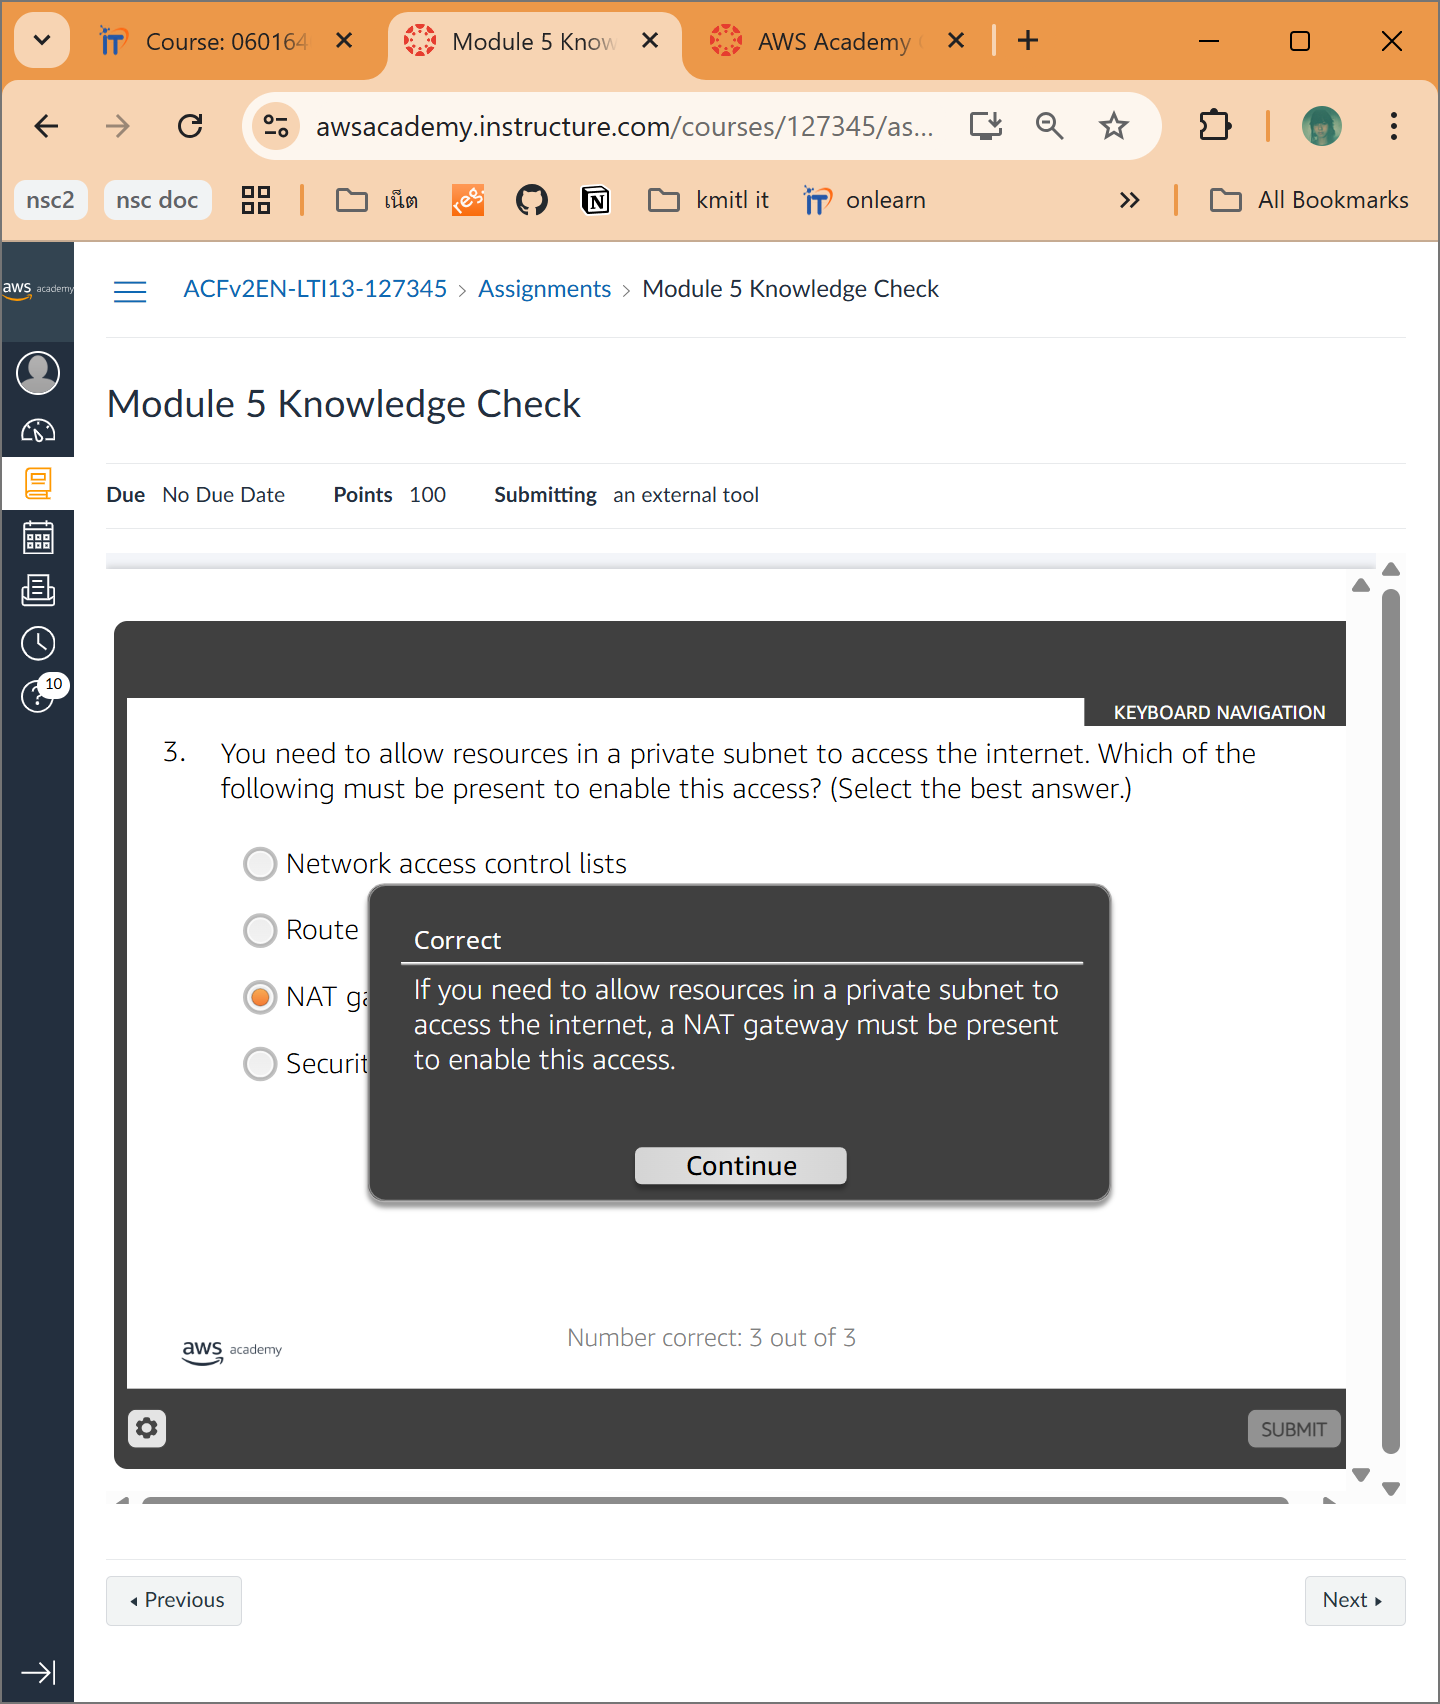 Course: 060164
Module 5 Know
AWS Academy
awsacademy.instructure.com/courses/127345/as...
nsc2
nsc doc
เน็ต
reg.
kmitl it
onlearn
All Bookmarks
aws academy
ACFv2EN-LTI13-127345 > Assignments > Module 5 Knowledge Check
Module 5 Knowledge Check
Due No Due Date Points 100 Submitting an external tool
10
KEYBOARD NAVIGATION
3. You need to allow resources in a private subnet to access the internet. Which of the
following must be present to enable this access? (Select the best answer.)
Network access control lists
Route
NAT ga
Securit
Correct
If you need to allow resources in a private subnet to
access the internet, a NAT gateway must be present
to enable this access.
Continue
Number correct: 3 out of 3
aws academy
SUBMIT
Previous
Next